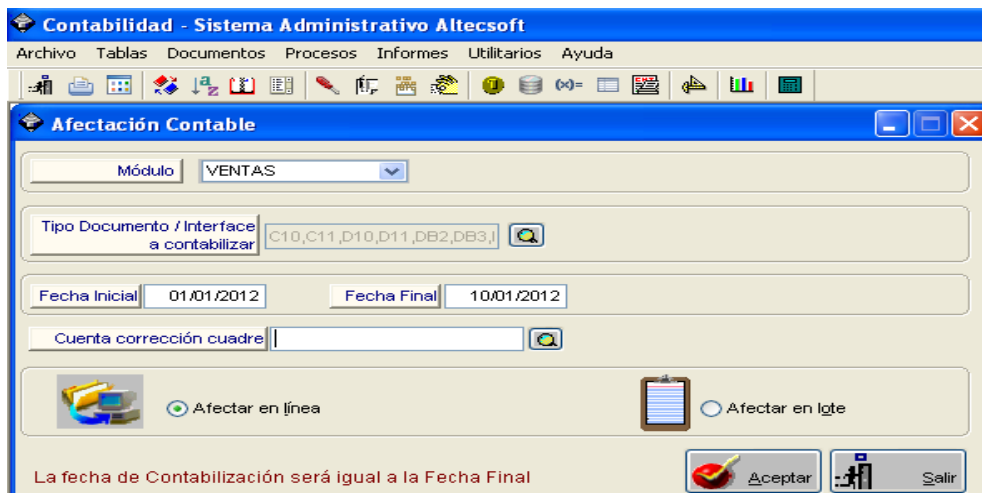 Contabilidad - Sistema Administrativo Altecsoft
Archivo Tablas Documentos Procesos Informes Utilitarios Ayuda
Afectación Contable
Módulo VENTAS
Tipo Documento / Interface
a contabilizar C10,C11,D10,D11,DB2,DB3,
Fecha Inicial 01/01/2012 Fecha Final 10/01/2012
Cuenta corrección cuadre
Afectar en línea Afectar en lote
La fecha de Contabilización será igual a la Fecha Final Aceptar Salir